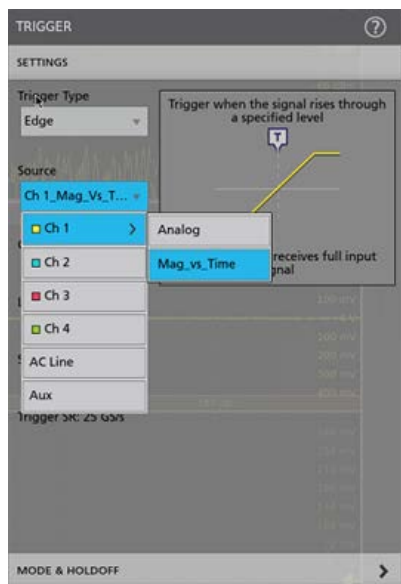 TRIGGER
?
SETTINGS
Trigger Type
Edge
Trigger when the signal rises through
a specified level
T
Source
Ch 1_Mag_Vs_T...
Ch 1
Analog
Ch 2
Mag_vs_Time
receives full input
Ch 3
Ch 4
AC Line
Aux
Trigger SR: 25 GS/s
MODE & HOLDOFF